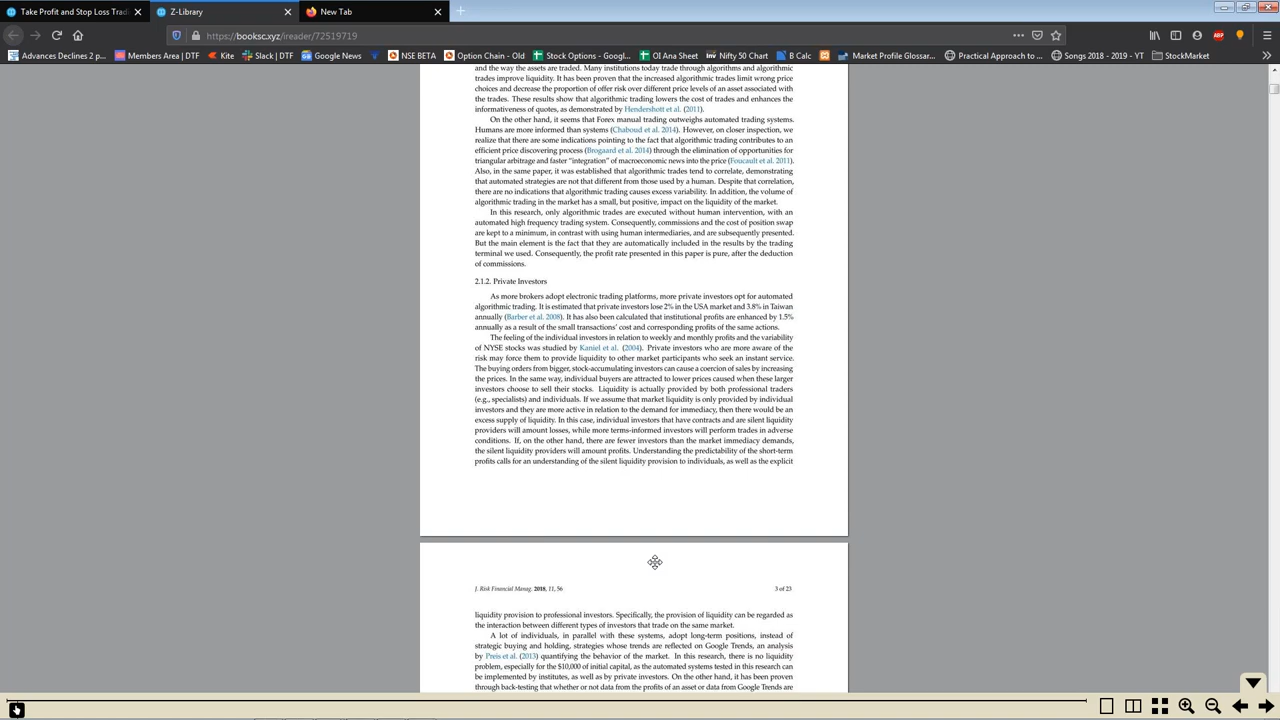 Take Profit and Stop Loss Trad
Z-Library
New Tab
https://booksc.xyz/ireader/72519719
Advances Declines 2 p...
Members Area | DTF
Kite
Slack | DTF
Google News
NSE BETA
Option Chain - Old
Stock Options - Googl...
OI Ana Sheet
Nifty 50 Chart
B Calc
Market Profile Glossar...
Practical Approach to ...
Songs 2018 - 2019 - YT
StockMarket
and the way the assets are traded. Many institutions today trade through algorithms and algorithmic
trades improve liquidity. It has been proven that the increased algorithmic trades limit wrong price
choices and decrease the proportion of offer risk over different price levels of an asset associated with
the trades. These results show that algorithmic trading lowers the cost of trades and enhances the
informativeness of quotes, as demonstrated by Hendershott et al. (2011).
On the other hand, it seems that Forex manual trading outweighs automated trading systems.
Humans are more informed than systems (Chaboud et al. 2014). However, on closer inspection, we
realize that there are some indications pointing to the fact that algorithmic trading contributes to an
efficient price discovering process (Brogaard et al. 2014) through the elimination of opportunities for
triangular arbitrage and faster “integration” of macroeconomic news into the price (Foucault et al. 2011).
Also, in the same paper, it was established that algorithmic trades tend to correlate, demonstrating
that automated strategies are not that different from those used by a human. Despite that correlation,
there are no indications that algorithmic trading causes excess variability. In addition, the volume of
algorithmic trading in the market has a small, but positive, impact on the liquidity of the market.
In this research, only algorithmic trades are executed without human intervention, with an
automated high frequency trading system. Consequently, commissions and the cost of position swap
are kept to a minimum, in contrast with using human intermediaries, and are subsequently presented.
But the main element is the fact that they are automatically included in the results by the trading
terminal we used. Consequently, the profit rate presented in this paper is pure, after the deduction
of commissions.
2.1.2. Private Investors
As more brokers adopt electronic trading platforms, more private investors opt for automated
algorithmic trading. It is estimated that private investors lose 2% in the USA market and 3.8% in Taiwan
annually (Barber et al. 2008). It has also been calculated that institutional profits are enhanced by 1.5%
annually as a result of the small transactions’ cost and corresponding profits of the same actions.
The feeling of the individual investors in relation to weekly and monthly profits and the variability
of NYSE stocks was studied by Kaniel et al. (2004). Private investors who are more aware of the
risk may force them to provide liquidity to other market participants who seek an instant service.
The buying orders from bigger, stock-accumulating investors can cause a coercion of sales by increasing
the prices. In the same way, individual buyers are attracted to lower prices caused when these larger
investors choose to sell their stocks. Liquidity is actually provided by both professional traders
(e.g., specialists) and individuals. If we assume that market liquidity is only provided by individual
investors and they are more active in relation to the demand for immediacy, then there would be an
excess supply of liquidity. In this case, individual investors that have contracts and are silent liquidity
providers will amount losses, while more terms-informed investors will perform trades in adverse
conditions. If, on the other hand, there are fewer investors than the market immediacy demands,
the silent liquidity providers will amount profits. Understanding the predictability of the short-term
profits calls for an understanding of the silent liquidity provision to individuals, as well as the explicit
J. Risk Financial Manag. 2018, 11, 56
3 of 23
liquidity provision to professional investors. Specifically, the provision of liquidity can be regarded as
the interaction between different types of investors that trade on the same market.
A lot of individuals, in parallel with these systems, adopt long-term positions, instead of
strategic buying and holding, strategies whose trends are reflected on Google Trends, an analysis
by Preis et al. (2013) quantifying the behavior of the market. In this research, there is no liquidity
problem, especially for the $10,000 of initial capital, as the automated systems tested in this research can
be implemented by institutes, as well as by private investors. On the other hand, it has been proven
through back-testing that whether or not data from the profits of an asset or data from Google Trends are